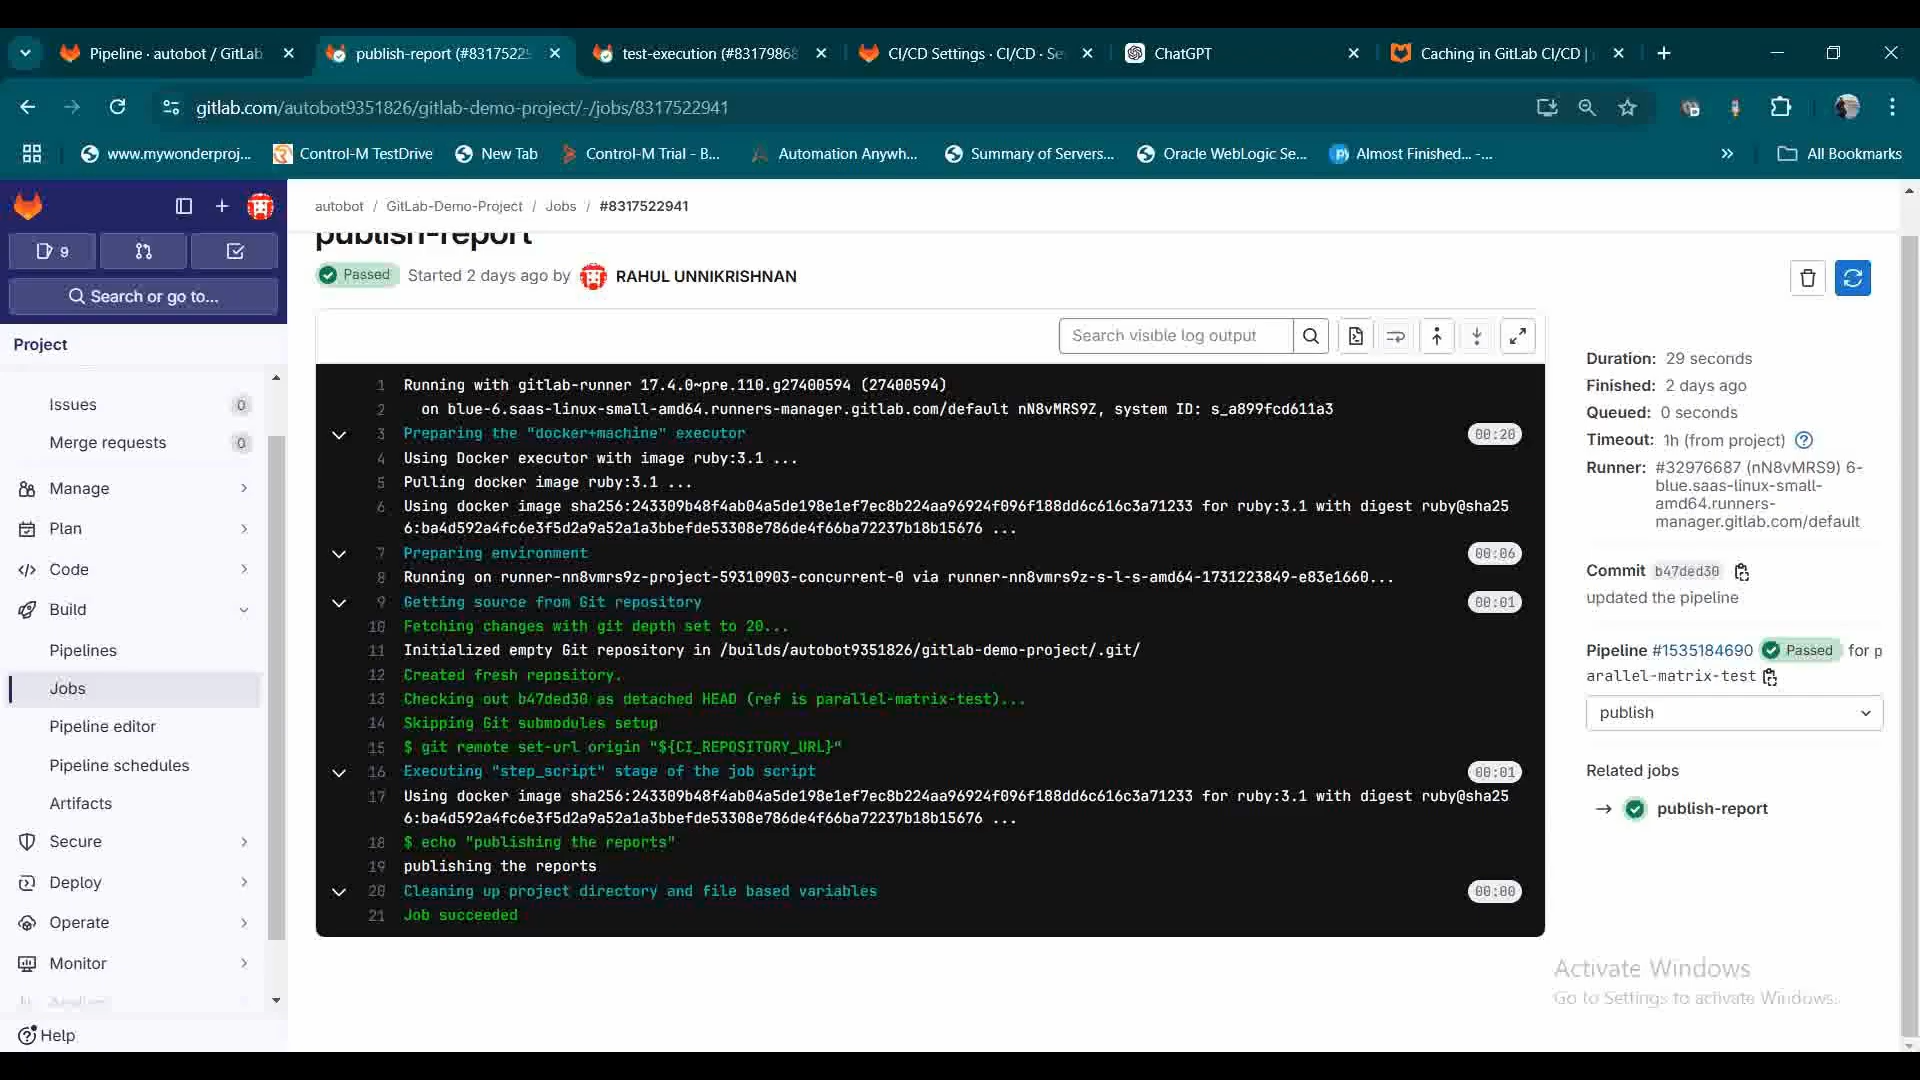 Pipeline · autobot / GitLab
publish-report (#83175229
test-execution (#8317986
CI/CD Settings · CI/CD · Se
ChatGPT
Caching in GitLab CI/CD |
gitlab.com/autobot9351826/gitlab-demo-project/-/jobs/8317522941
www.mywonderproj...
Control-M TestDrive
New Tab
Control-M Trial - B...
Automation Anywh...
Summary of Servers...
Oracle WebLogic Se...
Almost Finished... -...
All Bookmarks
9
Search or go to...
Project
Issues 0
Merge requests 0
Manage
Plan
Code
Build
Pipelines
Jobs
Pipeline editor
Pipeline schedules
Artifacts
Secure
Deploy
Operate
Monitor
Help
autobot / GitLab-Demo-Project / Jobs / #8317522941
publish-report
Passed Started 2 days ago by RAHUL UNNIKRISHNAN
Search visible log output
1 Running with gitlab-runner 17.4.0~pre.110.g27400594 (27400594)
2 on blue-6.saas-linux-small-amd64.runners-manager.gitlab.com/default nN8vMRS9Z, system ID: s_a899fcd611a3
3 Preparing the "docker+machine" executor 00:20
4 Using Docker executor with image ruby:3.1 ...
5 Pulling docker image ruby:3.1 ...
6 Using docker image sha256:243309b48f4ab04a5de198e1ef7ec8b224aa96924f096f188dd6c616c3a71233 for ruby:3.1 with digest ruby@sha25
6:ba4d592a4fc6e3f5d2a9a52a1a3bbefde53308e786de4f66ba72237b18b15676 ...
7 Preparing environment 00:06
8 Running on runner-nn8vmrs9z-project-59310903-concurrent-0 via runner-nn8vmrs9z-s-l-s-amd64-1731223849-e83e1660...
9 Getting source from Git repository 00:01
10 Fetching changes with git depth set to 20...
11 Initialized empty Git repository in /builds/autobot9351826/gitlab-demo-project/.git/
12 Created fresh repository.
13 Checking out b47ded30 as detached HEAD (ref is parallel-matrix-test)...
14 Skipping Git submodules setup
15 $ git remote set-url origin "${CI_REPOSITORY_URL}"
16 Executing "step_script" stage of the job script 00:01
17 Using docker image sha256:243309b48f4ab04a5de198e1ef7ec8b224aa96924f096f188dd6c616c3a71233 for ruby:3.1 with digest ruby@sha25
6:ba4d592a4fc6e3f5d2a9a52a1a3bbefde53308e786de4f66ba72237b18b15676 ...
18 $ echo "publishing the reports"
19 publishing the reports
20 Cleaning up project directory and file based variables 00:00
21 Job succeeded
Duration: 29 seconds
Finished: 2 days ago
Queued: 0 seconds
Timeout: 1h (from project)
Runner: #32976687 (nN8vMRS9) 6-
blue.saas-linux-small-
amd64.runners-
manager.gitlab.com/default
Commit b47ded30
updated the pipeline
Pipeline #1535184690 Passed for p
arallel-matrix-test
publish
Related jobs
→ publish-report
Activate Windows
Go to Settings to activate Windows.